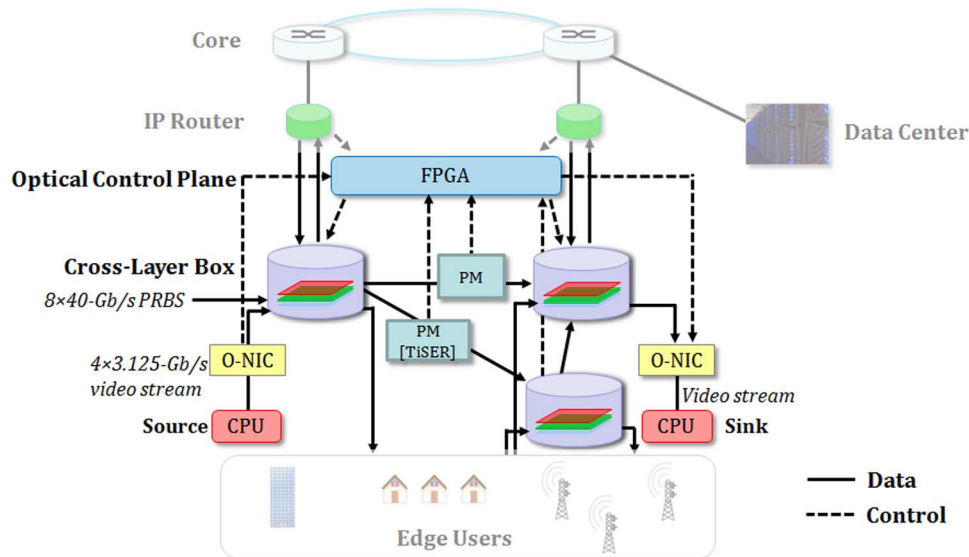 Core
IP Router
Data Center
Optical Control Plane
FPGA
Cross-Layer Box
PM
8×40-Gb/s PRBS
PM
[TiSER]
O-NIC
O-NIC
4×3.125-Gb/s
video stream
Video stream
Source
CPU
CPU
Sink
Data
Control
Edge Users